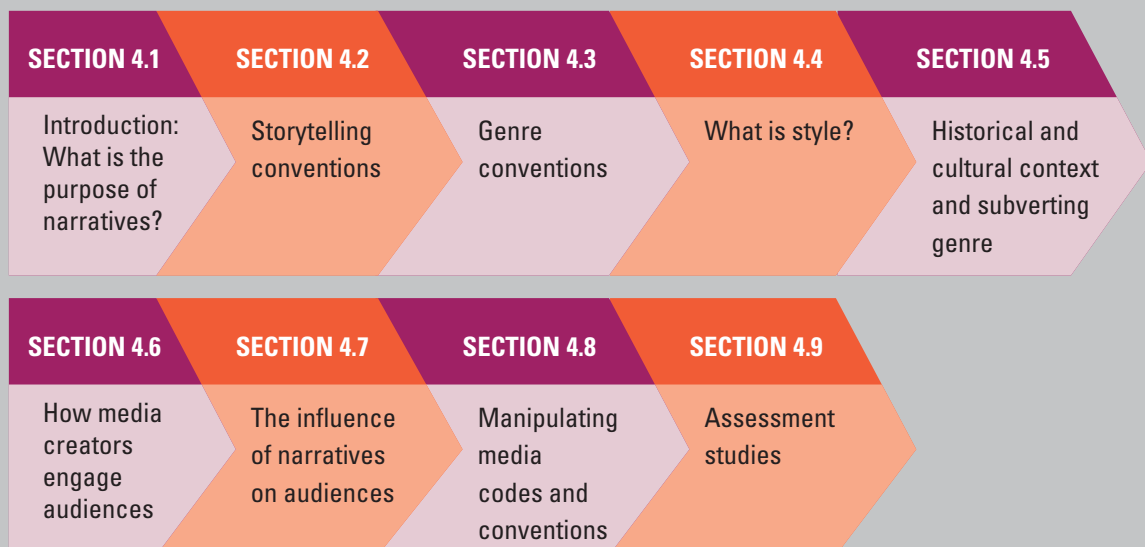 SECTION 4.1
Introduction:
What is the
purpose of
narratives?
SECTION 4.2
Storytelling
conventions
SECTION 4.3
Genre
conventions
SECTION 4.4
What is style?
SECTION 4.5
Historical and
cultural context
and subverting
genre
SECTION 4.6
How media
creators
engage
audiences
SECTION 4.7
The influence
of narratives
on audiences
SECTION 4.8
Manipulating
media
codes and
conventions
SECTION 4.9
Assessment
studies